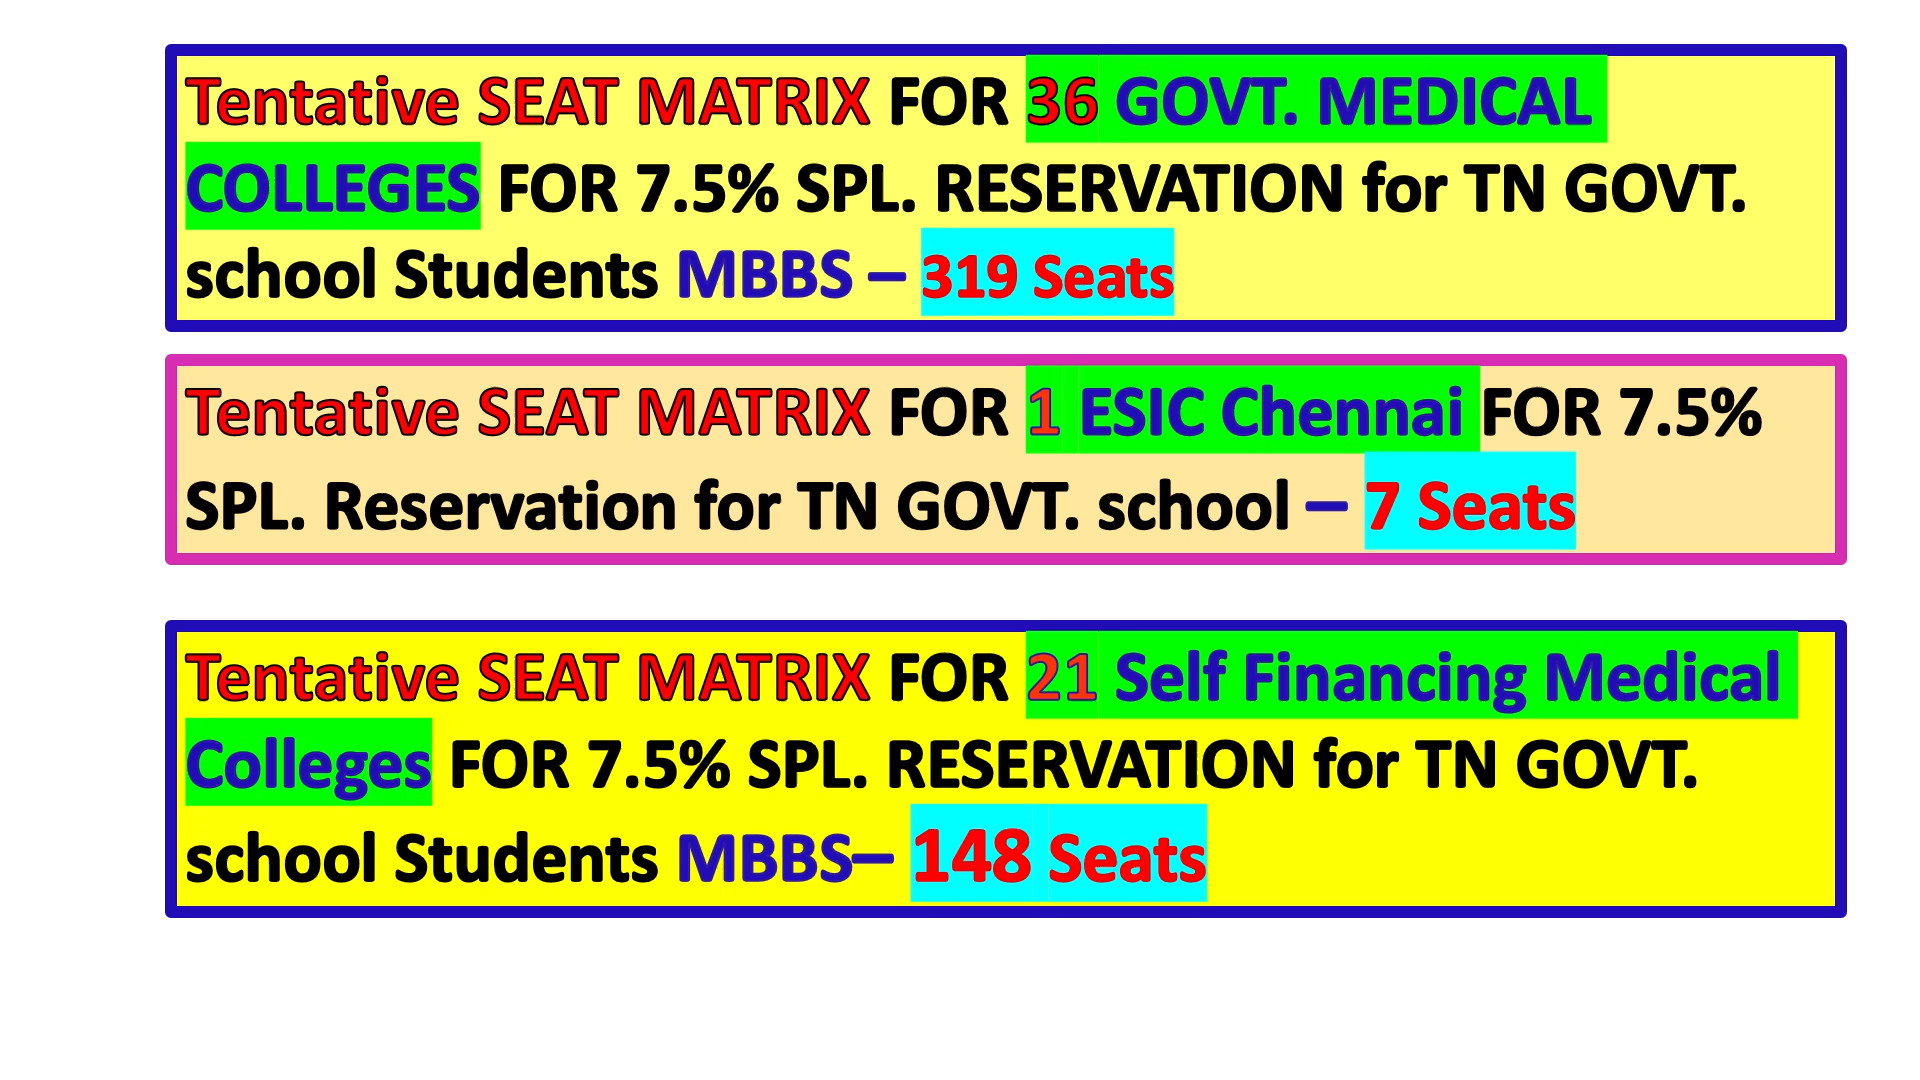 Tentative SEAT MATRIX FOR 36 GOVT. MEDICAL
COLLEGES FOR 7.5% SPL. RESERVATION for TN GOVT.
school Students MBBS – 319 Seats
Tentative SEAT MATRIX FOR 1 ESIC Chennai FOR 7.5%
SPL. Reservation for TN GOVT. school – 7 Seats
Tentative SEAT MATRIX FOR 21 Self Financing Medical
Colleges FOR 7.5% SPL. RESERVATION for TN GOVT.
school Students MBBS– 148 Seats